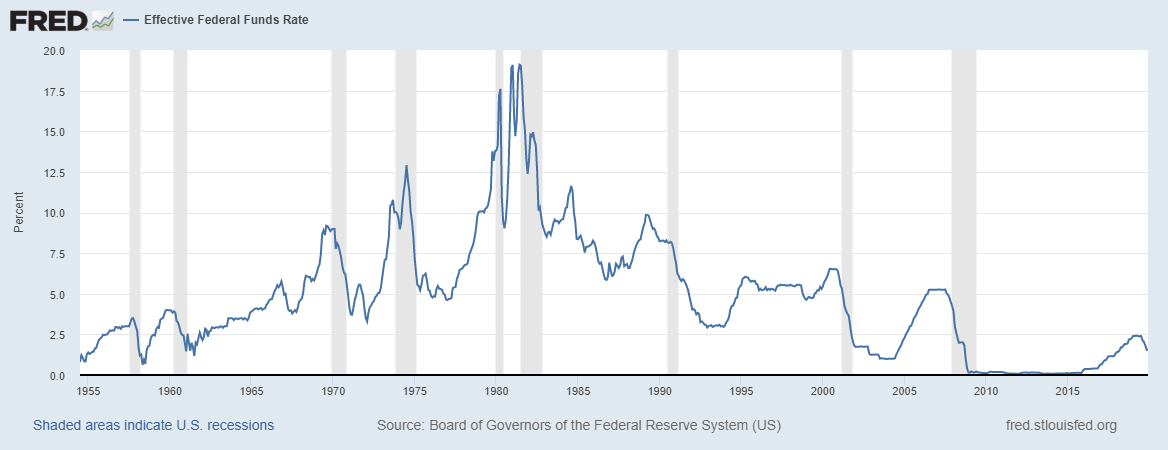 FRED
Effective Federal Funds Rate
20.0
17.5
15.0
12.5
10.0
7.5
5.0
2.5
0.0
Percent
1955 1960 1965 1970 1975 1980 1985 1990 1995 2000 2005 2010 2015
Shaded areas indicate U.S. recessions
Source: Board of Governors of the Federal Reserve System (US)
fred.stlouisfed.org